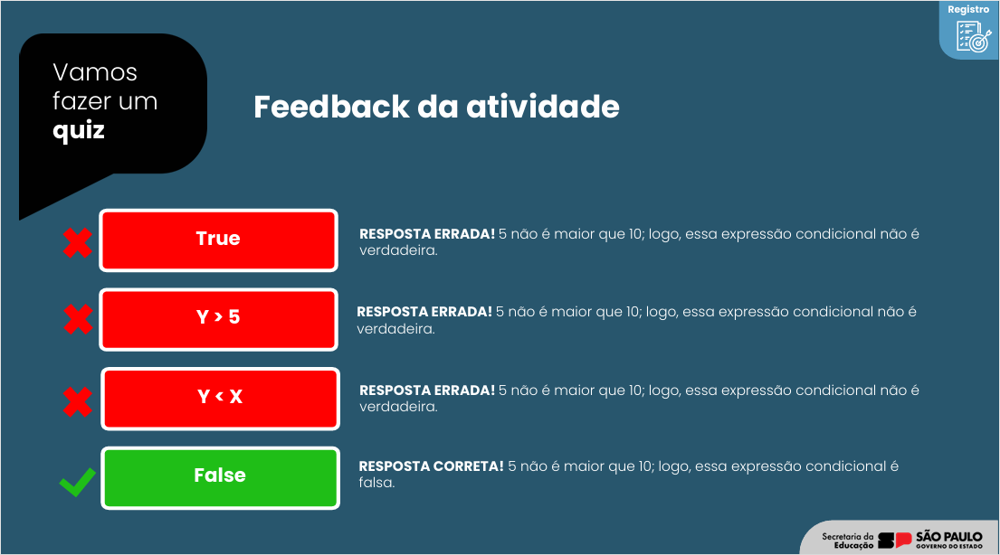 Registro
Vamos
fazer um
quiz
Feedback da atividade
True
RESPOSTA ERRADA! 5 não é maior que 10; logo, essa expressão condicional não é
verdadeira.
Y > 5
RESPOSTA ERRADA! 5 não é maior que 10; logo, essa expressão condicional não é
verdadeira.
Y < X
RESPOSTA ERRADA! 5 não é maior que 10; logo, essa expressão condicional não é
verdadeira.
False
RESPOSTA CORRETA! 5 não é maior que 10; logo, essa expressão condicional é
falsa.
Secretaria da
Educação
SP
SÃO PAULO
GOVERNO DO ESTADO